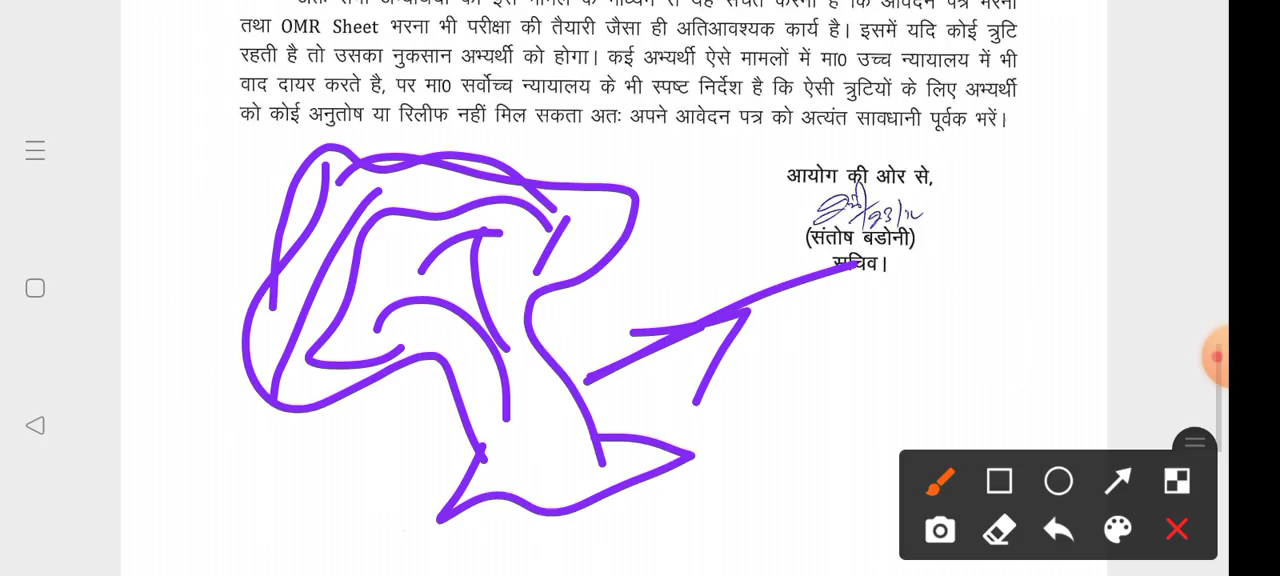 तथा OMR Sheet भरना भी परीक्षा की तैयारी जैसा ही अतिआवश्यक कार्य है। इसमें यदि कोई त्रुटि
रहती है तो उसका नुकसान अभ्यर्थी को होगा। कई अभ्यर्थी ऐसे मामलों में मा0 उच्च न्यायालय में भी
वाद दायर करते है, पर मा0 सर्वोच्च न्यायालय के भी स्पष्ट निर्देश है कि ऐसी त्रुटियों के लिए अभ्यर्थी
को कोई अनुतोष या रिलीफ नहीं मिल सकता अतः अपने आवेदन पत्र को अत्यंत सावधानी पूर्वक भरें।
आयोग की ओर से,
(संतोष बडोनी)
सचिव।